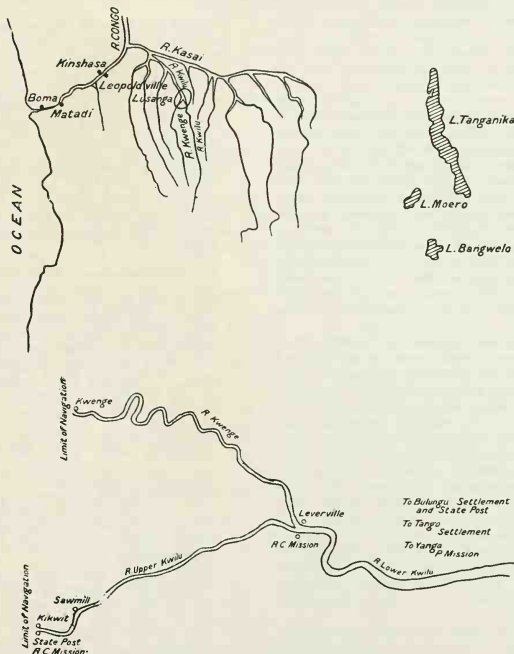 R.CONGO
R.Kasai
Kinshasa
R Kwilu
Leopoldville
Lusanga
Boma
Matadi
R.Kwenge
R.Kwilu
L.Tanganika
L.Moero
L.Bangwelo
OCEAN
Limit of Navigation
Kwenge
R Kwenge
Leverville
R C Mission
To Bulungu Settlement
and State Post
To Tango
Settlement
To Yanga
P Mission
R.Upper Kwilu
R Lower Kwilu
Limit of Navigation
Sawmill
Kikwit
State Post
R C Mission